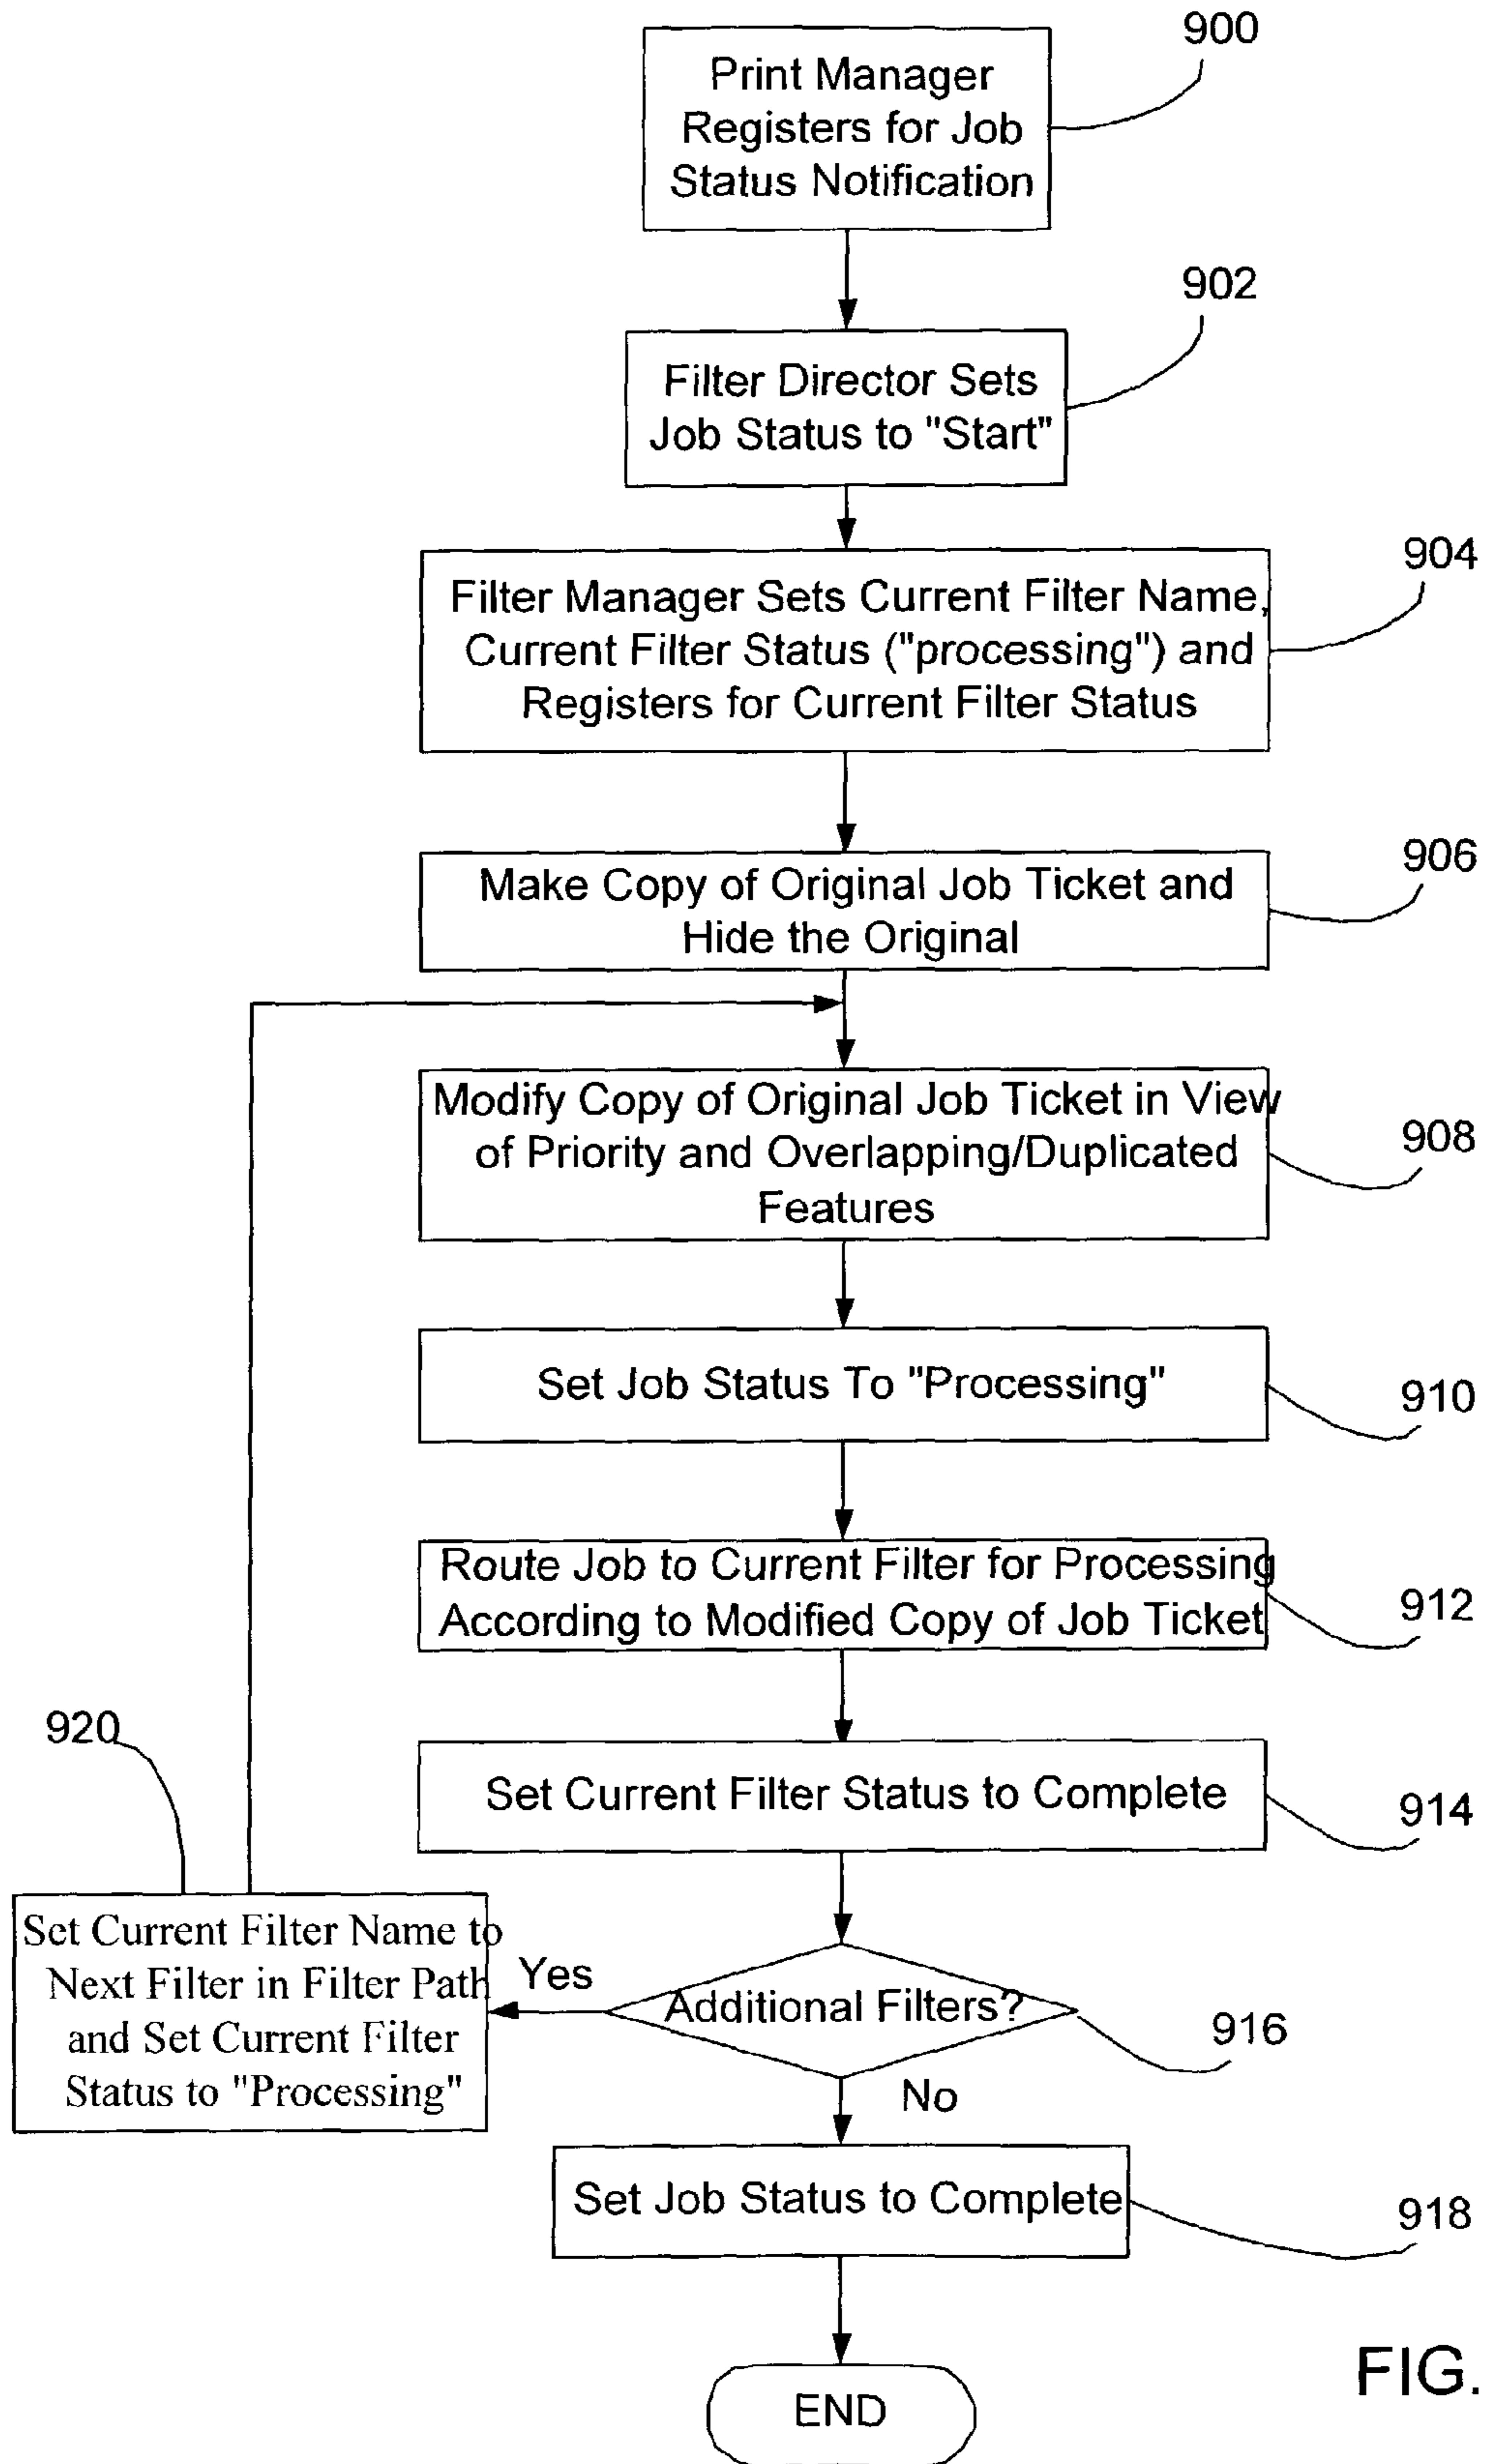 900
Print Manager
Registers for Job
Status Notification
902
Filter Director Sets
Job Status to "Start"
904
Filter Manager Sets Current Filter Name,
Current Filter Status ("processing") and
Registers for Current Filter Status
906
Make Copy of Original Job Ticket and
Hide the Original
Modify Copy of Original Job Ticket in View
of Priority and Overlapping/Duplicated
Features
908
Set Job Status To "Processing"
910
Route Job to Current Filter for Processing
According to Modified Copy of Job Ticket
912
920
Set Current Filter Status to Complete
914
Set Current Filter Name to
Next Filter in Filter Path
and Set Current Filter
Status to "Processing"
Yes
Additional Filters?
916
No
Set Job Status to Complete
918
FIG.
END